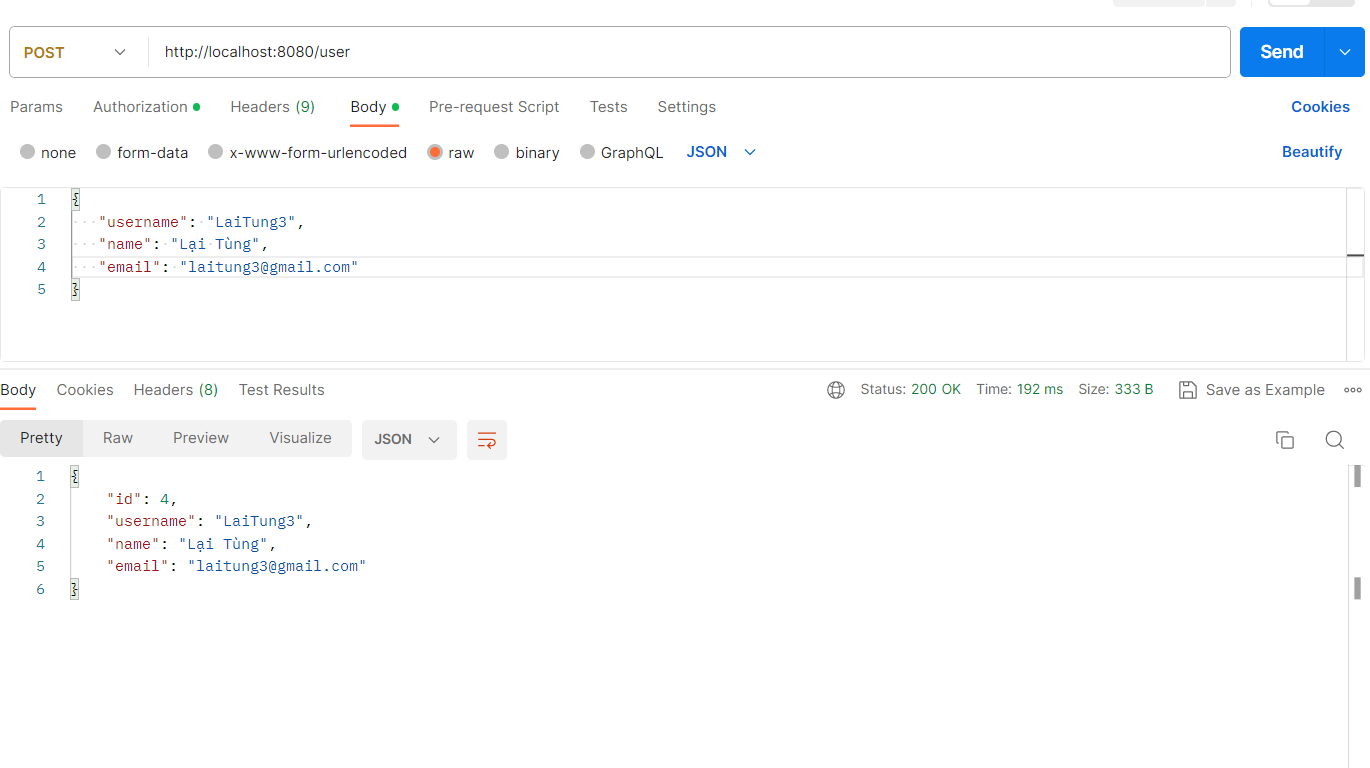 POST http://localhost:8080/user Send
Params Authorization Headers (9) Body Pre-request Script Tests Settings Cookies
none form-data x-www-form-urlencoded raw binary GraphQL JSON Beautify
1 {
2 "username": "LaiTung3",
3 "name": "Lại Tùng",
4 "email": "laitung3@gmail.com"
5 }
Body Cookies Headers (8) Test Results Status: 200 OK Time: 192 ms Size: 333 B Save as Example
Pretty Raw Preview Visualize JSON
1 {
2 "id": 4,
3 "username": "LaiTung3",
4 "name": "Lại Tùng",
5 "email": "laitung3@gmail.com"
6 }